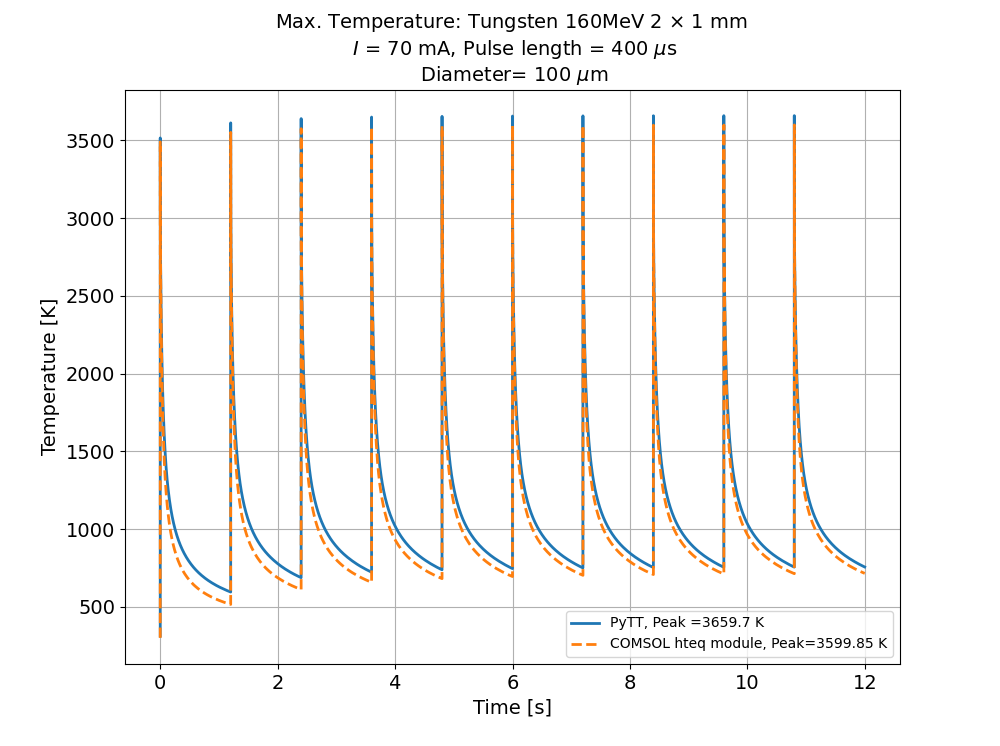 Max. Temperature: Tungsten 160MeV 2 × 1 mm
I = 70 mA, Pulse length = 400 μs
Diameter= 100 μm
Temperature [K]
3500
3000
2500
2000
1500
1000
500
PyTT, Peak =3659.7 K
COMSOL hteq module, Peak=3599.85 K
0 2 4 6 8 10 12
Time [s]